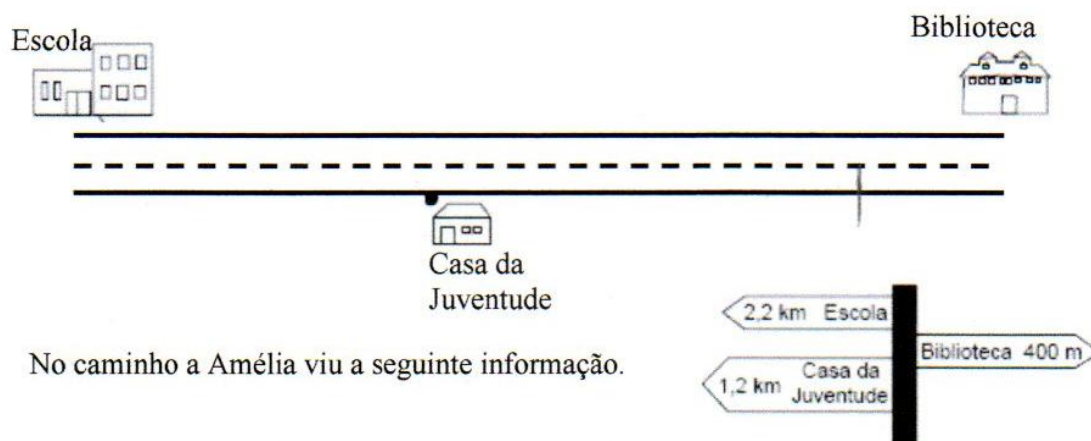 Escola
Biblioteca
Casa da
Juventude
No caminho a Amélia viu a seguinte informação.
2,2 km Escola
Biblioteca 400 m
1,2 km Casa da
Juventude